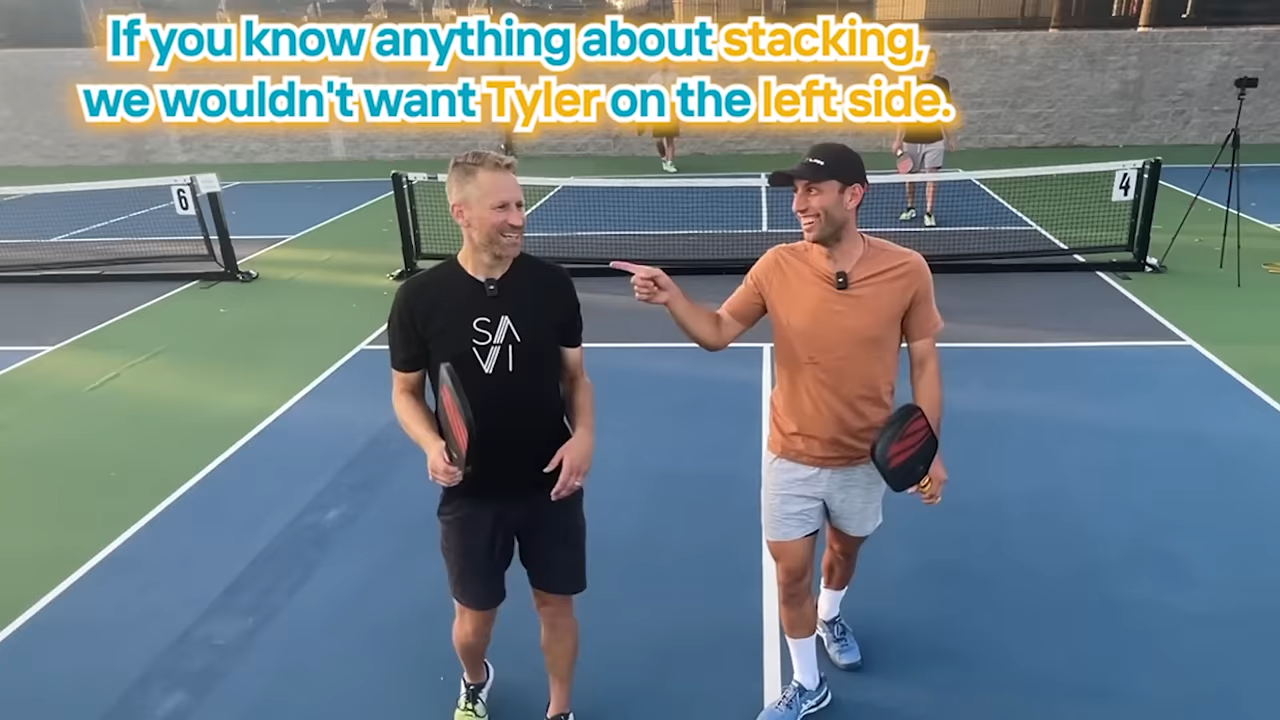 If you know anything about stacking,
we wouldn't want Tyler on the left side.
6
4
SA
VI